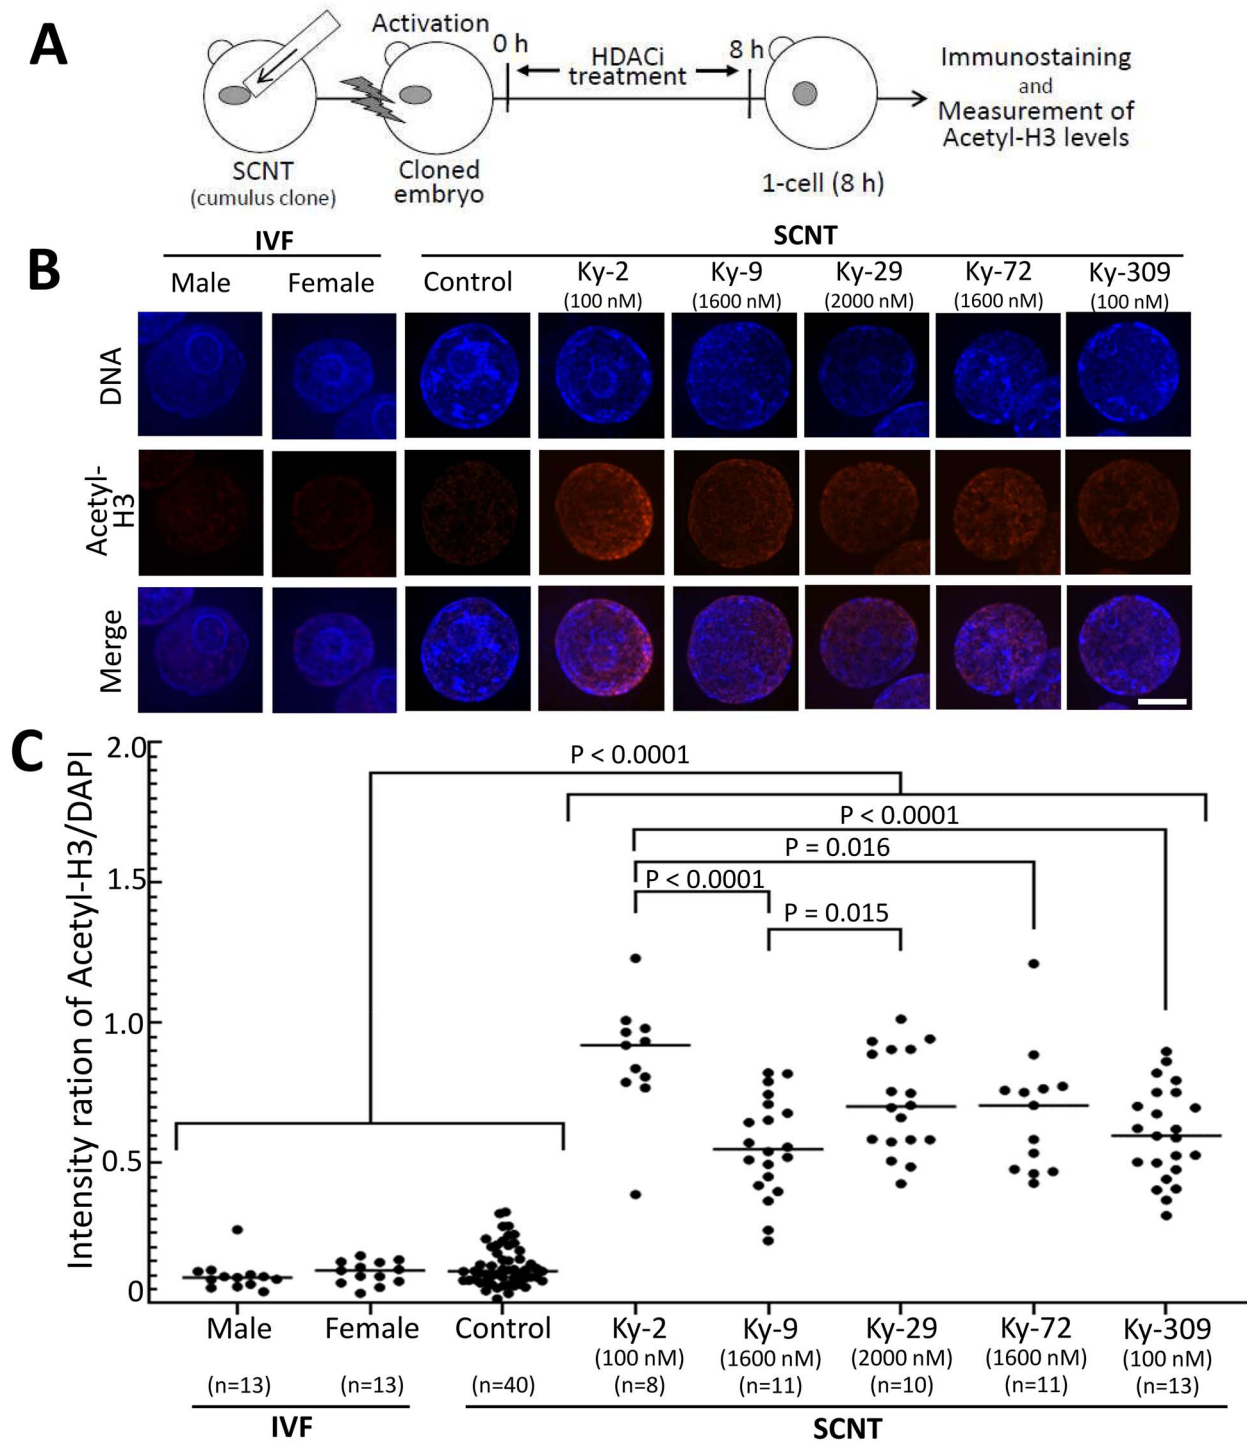 A
Activation
0 h
HDACi
treatment
8 h
Immunostaining
and
Measurement of
Acetyl-H3 levels
SCNT
(cumulus clone)
Cloned
embryo
1-cell (8 h)
B
IVF
SCNT
Male
Female
Control
Ky-2
(100 nM)
Ky-9
(1600 nM)
Ky-29
(2000 nM)
Ky-72
(1600 nM)
Ky-309
(100 nM)
DNA
Acetyl-
H3
Merge
C
Intensity ration of Acetyl-H3/DAPI
2.0
1.5
1.0
0.5
0
P < 0.0001
P < 0.0001
P = 0.016
P < 0.0001
P = 0.015
Male
(n=13)
Female
(n=13)
Control
(n=40)
Ky-2
(100 nM)
(n=8)
Ky-9
(1600 nM)
(n=11)
Ky-29
(2000 nM)
(n=10)
Ky-72
(1600 nM)
(n=11)
Ky-309
(100 nM)
(n=13)
IVF
SCNT